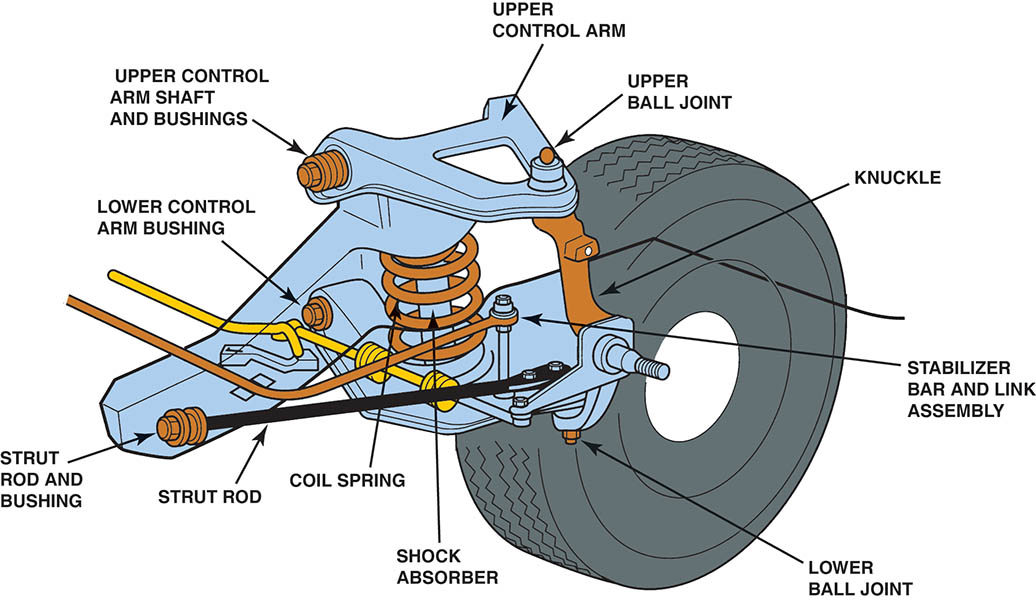 UPPER
CONTROL ARM
UPPER CONTROL
ARM SHAFT
AND BUSHINGS
UPPER
BALL JOINT
KNUCKLE
LOWER CONTROL
ARM BUSHING
STABILIZER
BAR AND LINK
ASSEMBLY
STRUT
ROD AND
BUSHING
STRUT ROD
COIL SPRING
SHOCK
ABSORBER
LOWER
BALL JOINT